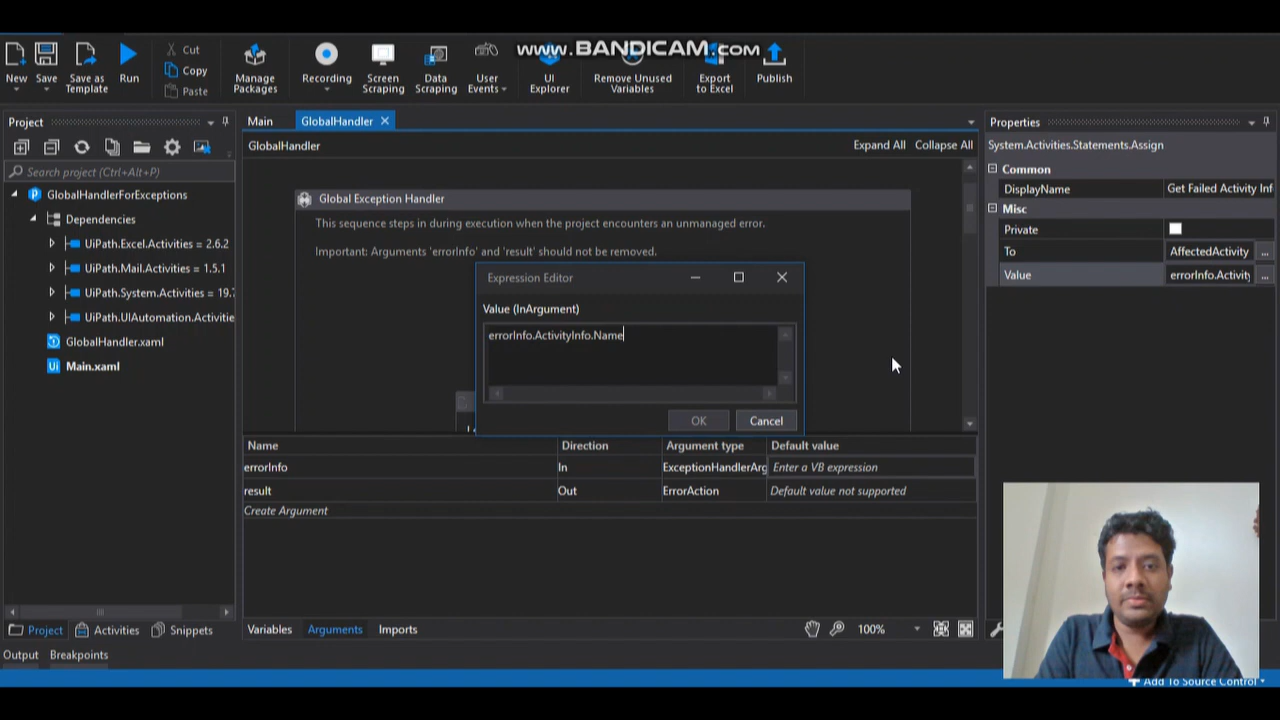 www.BANDICAM.com
New
Save
Save as
Template
Run
Cut
Copy
Paste
Manage
Packages
Recording
Screen
Scraping
Data
Scraping
User
Events
UI
Explorer
Remove Unused
Variables
Export
to Excel
Publish
Project
Search project (Ctrl+Alt+P)
GlobalHandlerForExceptions
Dependencies
UiPath.Excel.Activities = 2.6.2
UiPath.Mail.Activities = 1.5.1
UiPath.System.Activities = 19.
UiPath.UIAutomation.Activitie
GlobalHandler.xaml
Main.xaml
Project
Activities
Snippets
Output
Breakpoints
Main
GlobalHandler
GlobalHandler
Expand All
Collapse All
Global Exception Handler
This sequence steps in during execution when the project encounters an unmanaged error.
Important: Arguments 'errorInfo' and 'result' should not be removed.
Expression Editor
Value (InArgument)
errorInfo.ActivityInfo.Name
OK
Cancel
Name
Direction
Argument type
Default value
errorInfo
In
ExceptionHandlerArg
Enter a VB expression
result
Out
ErrorAction
Default value not supported
Create Argument
Variables
Arguments
Imports
100%
Properties
System.Activities.Statements.Assign
Common
DisplayName
Get Failed Activity Inf
Misc
Private
To
AffectedActivity
...
Value
errorInfo.Activity
...
Add To Source Control